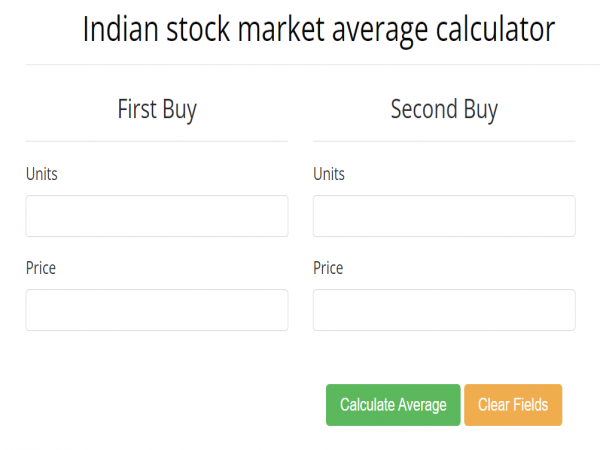 Indian stock market average calculator
First Buy
Second Buy
Units
Units
Price
Price
Calculate Average
Clear Fields